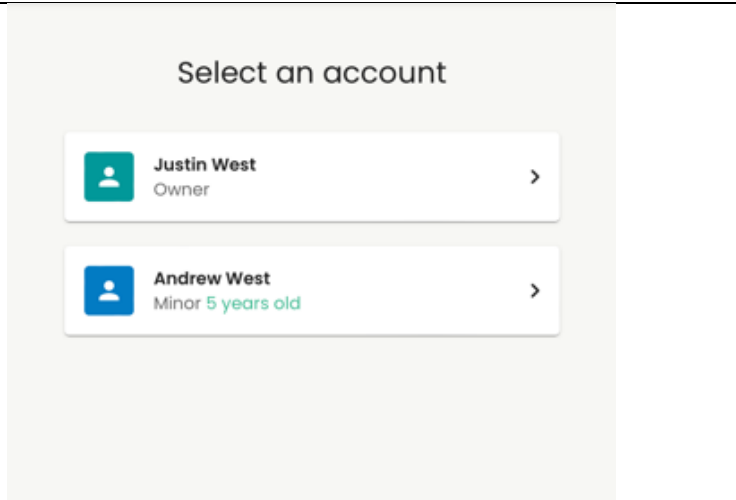 Select an account
Justin West
Owner
Andrew West
Minor 5 years old